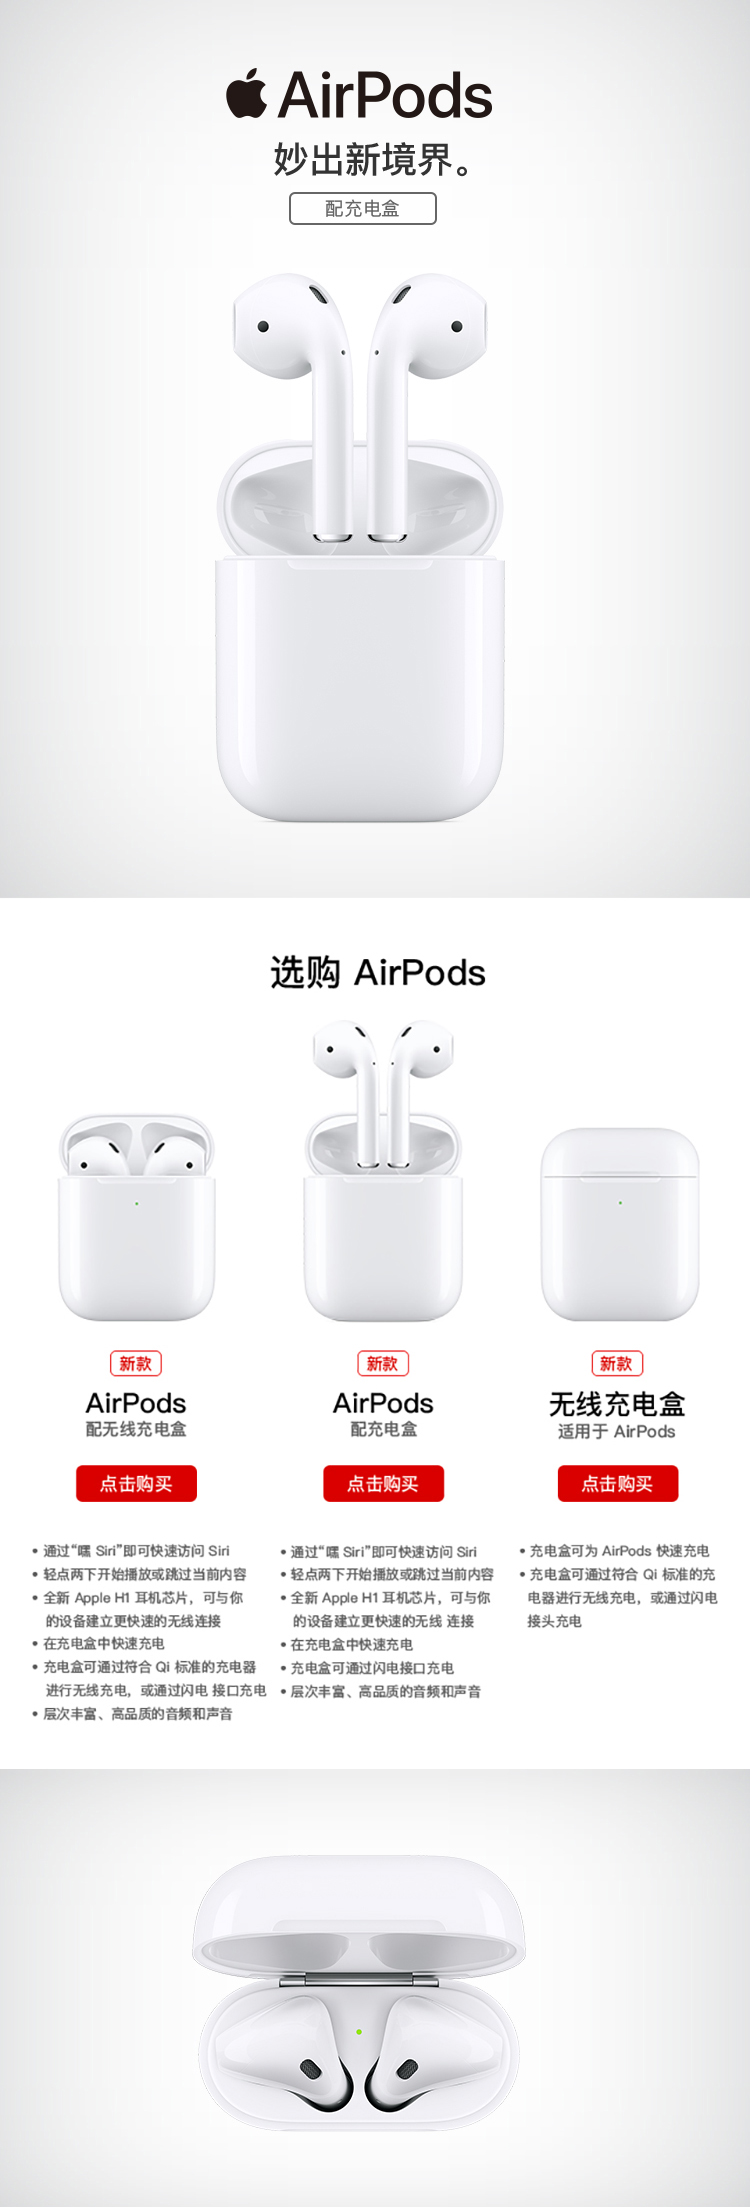 AirPods
妙出新境界。
配充电盒
选购 AirPods
新款
AirPods
配无线充电盒
点击购买
• 通过“嘿 Siri”即可快速访问 Siri
• 轻点两下开始播放或跳过当前内容
• 全新 Apple H1 耳机芯片，可与你
的设备建立更快速的无线连接
• 在充电盒中快速充电
• 充电盒可通过符合 Qi 标准的充电器
进行无线充电，或通过闪电 接口充电
• 层次丰富、高品质的音频和声音
新款
AirPods
配充电盒
点击购买
• 通过“嘿 Siri”即可快速访问 Siri
• 轻点两下开始播放或跳过当前内容
• 全新 Apple H1 耳机芯片，可与你
的设备建立更快速的无线 连接
• 在充电盒中快速充电
• 充电盒可通过闪电接口充电
• 层次丰富、高品质的音频和声音
新款
无线充电盒
适用于 AirPods
点击购买
• 充电盒可为 AirPods 快速充电
• 充电盒可通过符合 Qi 标准的充
电器进行无线充电，或通过闪电
接头充电